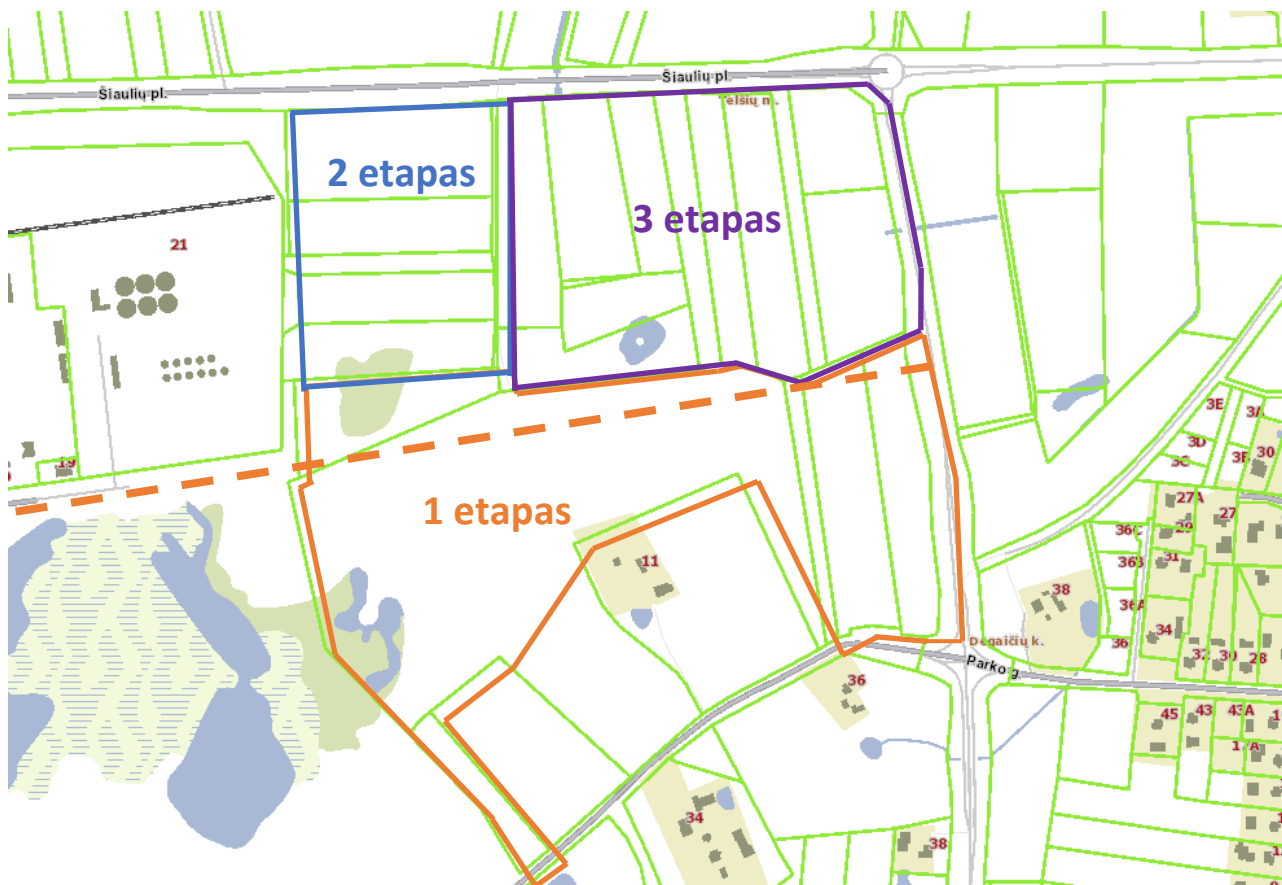 Šiaulių pl.
Šiaulių pl.
Telšių m.
2 etapas
3 etapas
21
19
1 etapas
11
3E
3A
3D
3C
30
27A
27
29
31
36C
36B
36A
36
38
34
32
30
28
Degaičių k.
Parko g.
36
45
43
43A
34
38